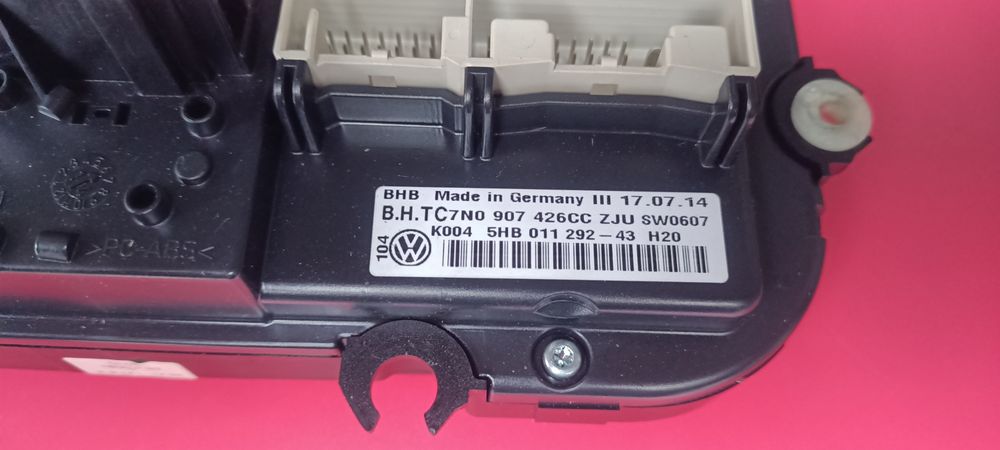 BHB Made in Germany III 17.07.14
B.H.TC7N0 907 426CC ZJU SW0607
K004 5HB 011 292-43 H20
104
>PC-ABS<